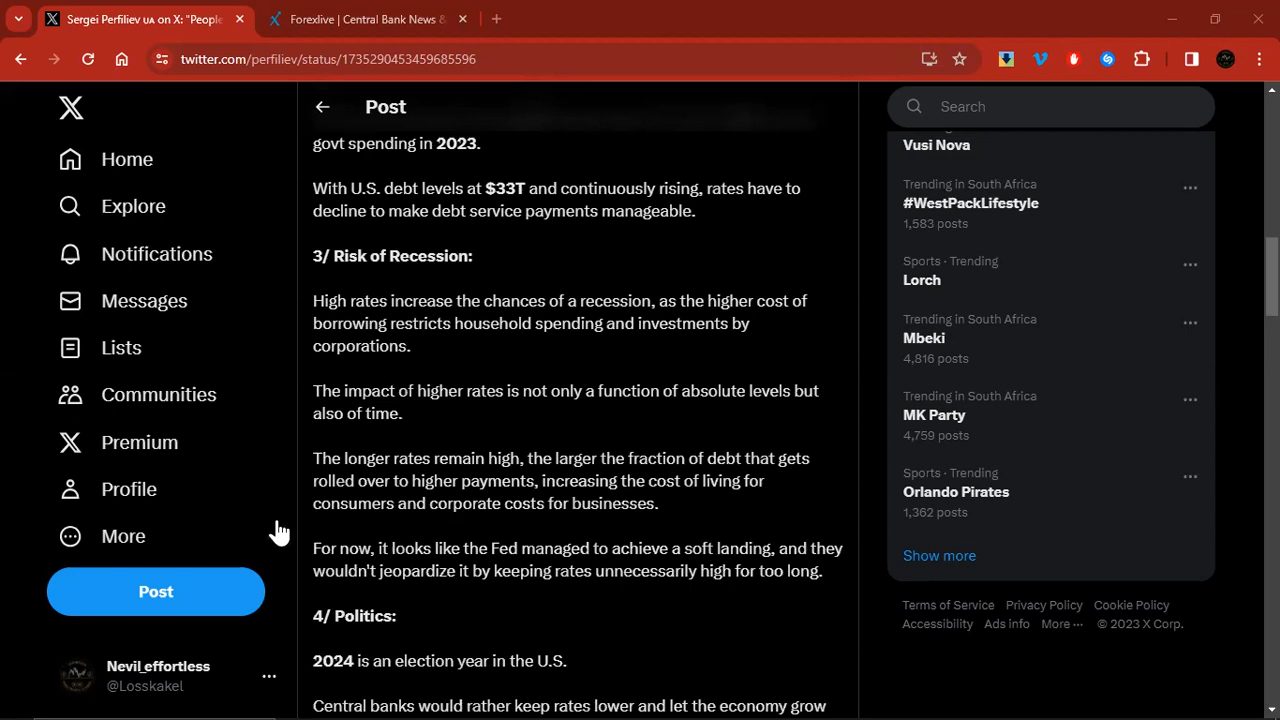 Sergei Perfiliev UA on X: "People
Forexlive | Central Bank News &
twitter.com/perfiliev/status/1735290453459685596
Home
Explore
Notifications
Messages
Lists
Communities
Premium
Profile
More
Post
Nevil_effortless
@Losskakel
Post
govt spending in 2023.
With U.S. debt levels at $33T and continuously rising, rates have to
decline to make debt service payments manageable.
3/ Risk of Recession:
High rates increase the chances of a recession, as the higher cost of
borrowing restricts household spending and investments by
corporations.
The impact of higher rates is not only a function of absolute levels but
also of time.
The longer rates remain high, the larger the fraction of debt that gets
rolled over to higher payments, increasing the cost of living for
consumers and corporate costs for businesses.
For now, it looks like the Fed managed to achieve a soft landing, and they
wouldn't jeopardize it by keeping rates unnecessarily high for too long.
4/ Politics:
2024 is an election year in the U.S.
Central banks would rather keep rates lower and let the economy grow
Search
Vusi Nova
Trending in South Africa
#WestPackLifestyle
1,583 posts
Sports · Trending
Lorch
Trending in South Africa
Mbeki
4,816 posts
Trending in South Africa
MK Party
4,759 posts
Sports · Trending
Orlando Pirates
1,362 posts
Show more
Terms of Service Privacy Policy Cookie Policy
Accessibility Ads info More ··· © 2023 X Corp.